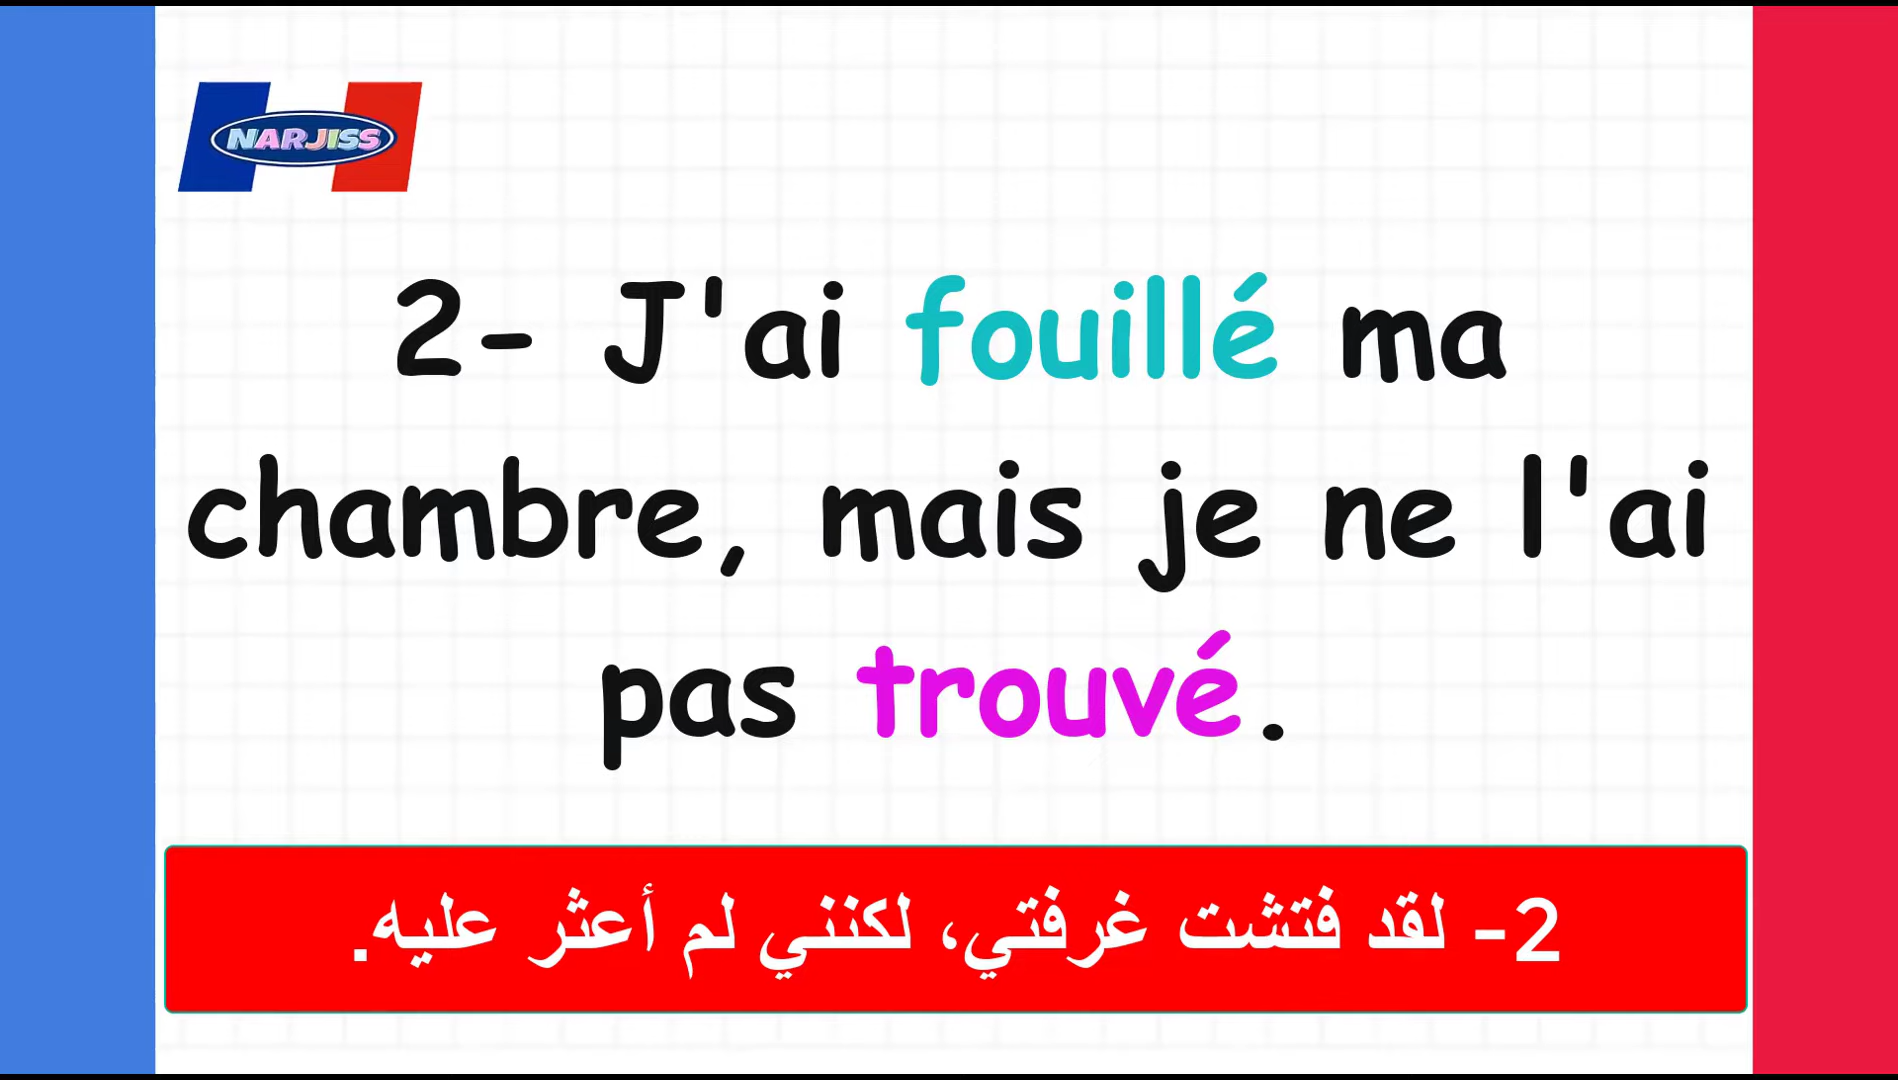 NARJISS
2- J'ai fouillé ma
chambre, mais je ne l'ai
pas trouvé.
2- لقد فتشت غرفتي، لكنني لم أعثر عليه.